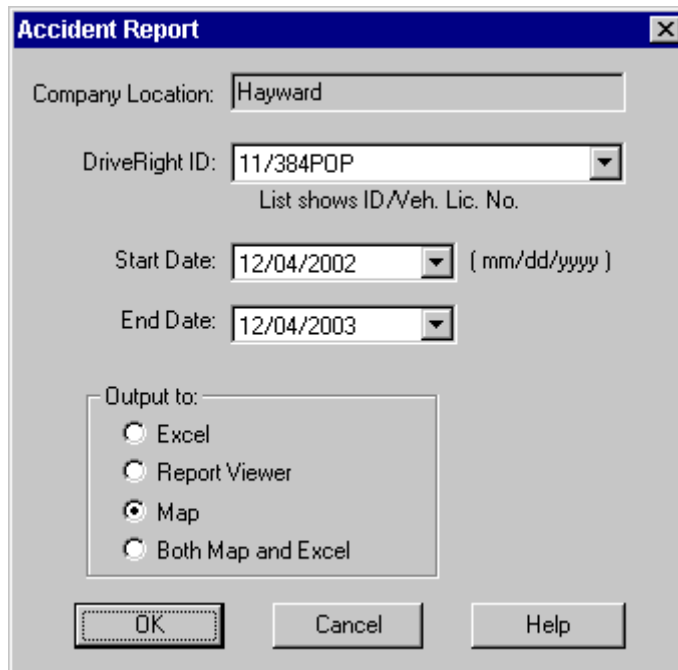 Accident Report
Company Location: Hayward
DriveRight ID: 11/384POP
List shows ID/Veh. Lic. No.
Start Date: 12/04/2002 ( mm/dd/yyyy )
End Date: 12/04/2003
Output to:
Excel
Report Viewer
Map
Both Map and Excel
OK Cancel Help